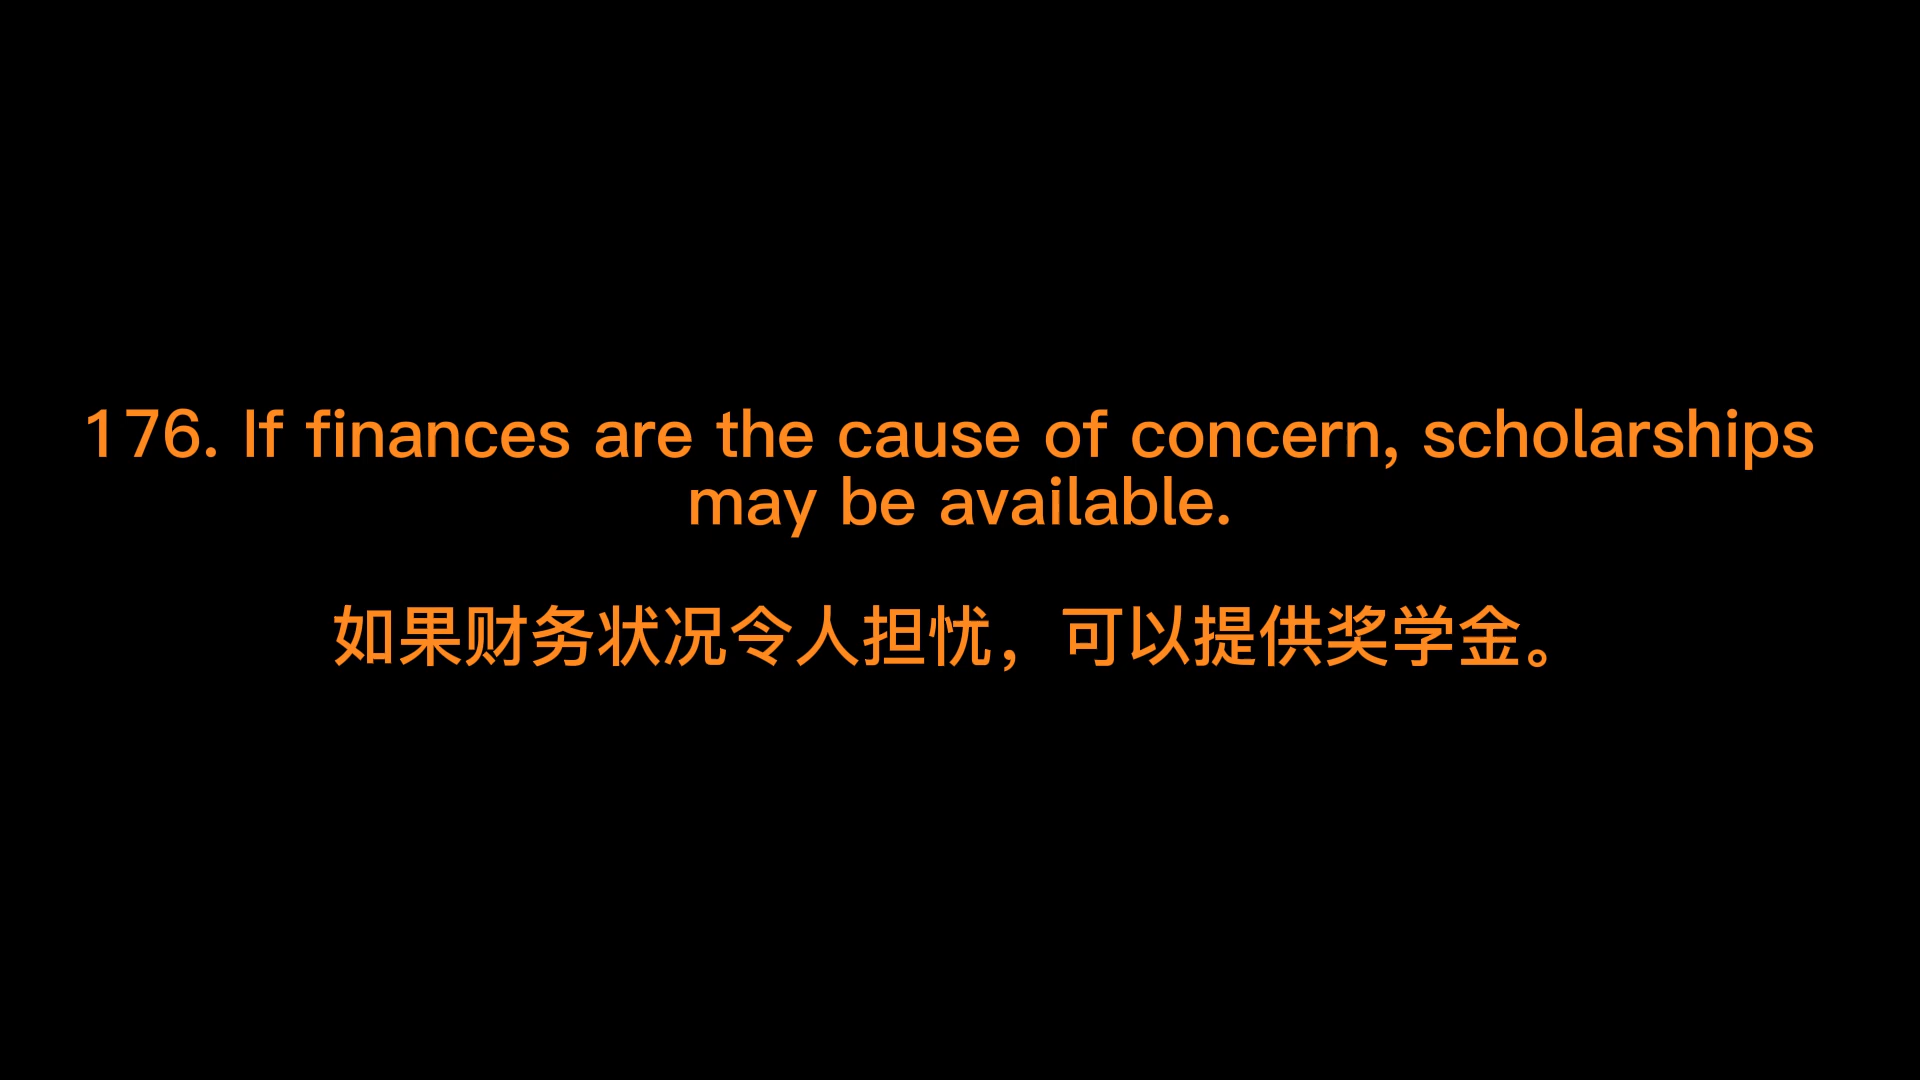 176. If finances are the cause of concern, scholarships
may be available.
如果财务状况令人担忧，可以提供奖学金。